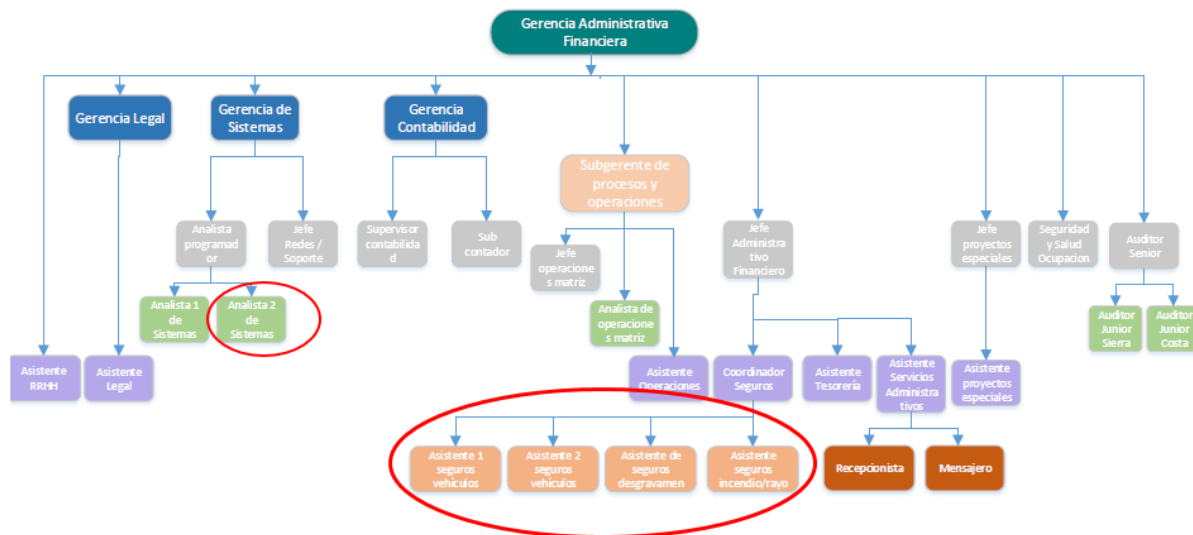 Gerencia Administrativa
Financiera
Gerencia Legal
Gerencia de
Sistemas
Gerencia
Contabilidad
Subgerente de
procesos y
operaciones
Analista
programad
or
Jefe
Redes /
Soporte
Supervisor
contabilida
d
Sub
contador
Jefe
operacione
s matriz
Jefe
Administra
tivo
Financiero
Jefe
proyectos
especiales
Seguridad
y Salud
Ocupacion
Auditor
Senior
Analista 1
de
Sistemas
Analista 2
de
Sistemas
Analista de
operacione
s matriz
Auditor
Junior
Sierra
Auditor
Junior
Costa
Asistente
RRHH
Asistente
Legal
Asistente
Operaciones
Coordinador
Seguros
Asistente
Tesorería
Asistente
Servicios
Administra
tivos
Asistente
proyectos
especiales
Asistente 1
seguros
vehículos
Asistente 2
seguros
vehículos
Asistente de
seguros
desgravamen
Asistente
seguros
incendio/rayo
Recepcionista
Mensajero